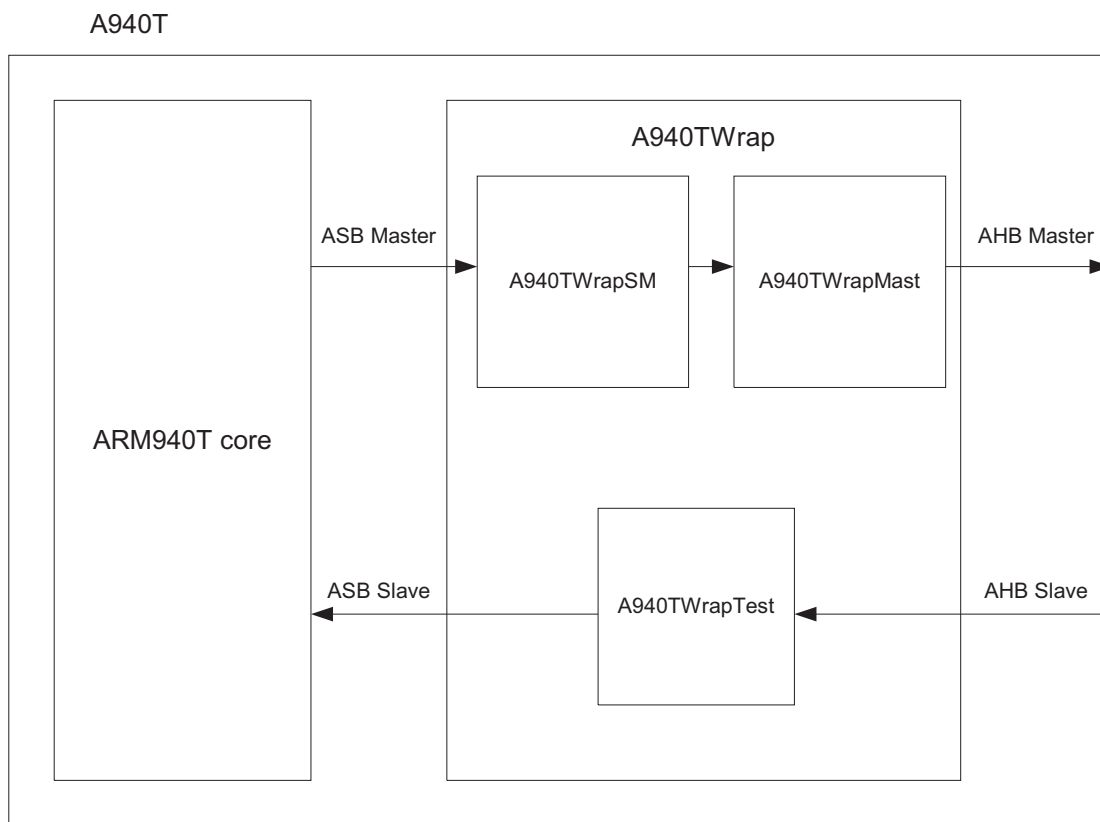 A940T
A940TWrap
ASB Master
AHB Master
A940TWrapSM
A940TWrapMast
ARM940T core
ASB Slave
AHB Slave
A940TWrapTest